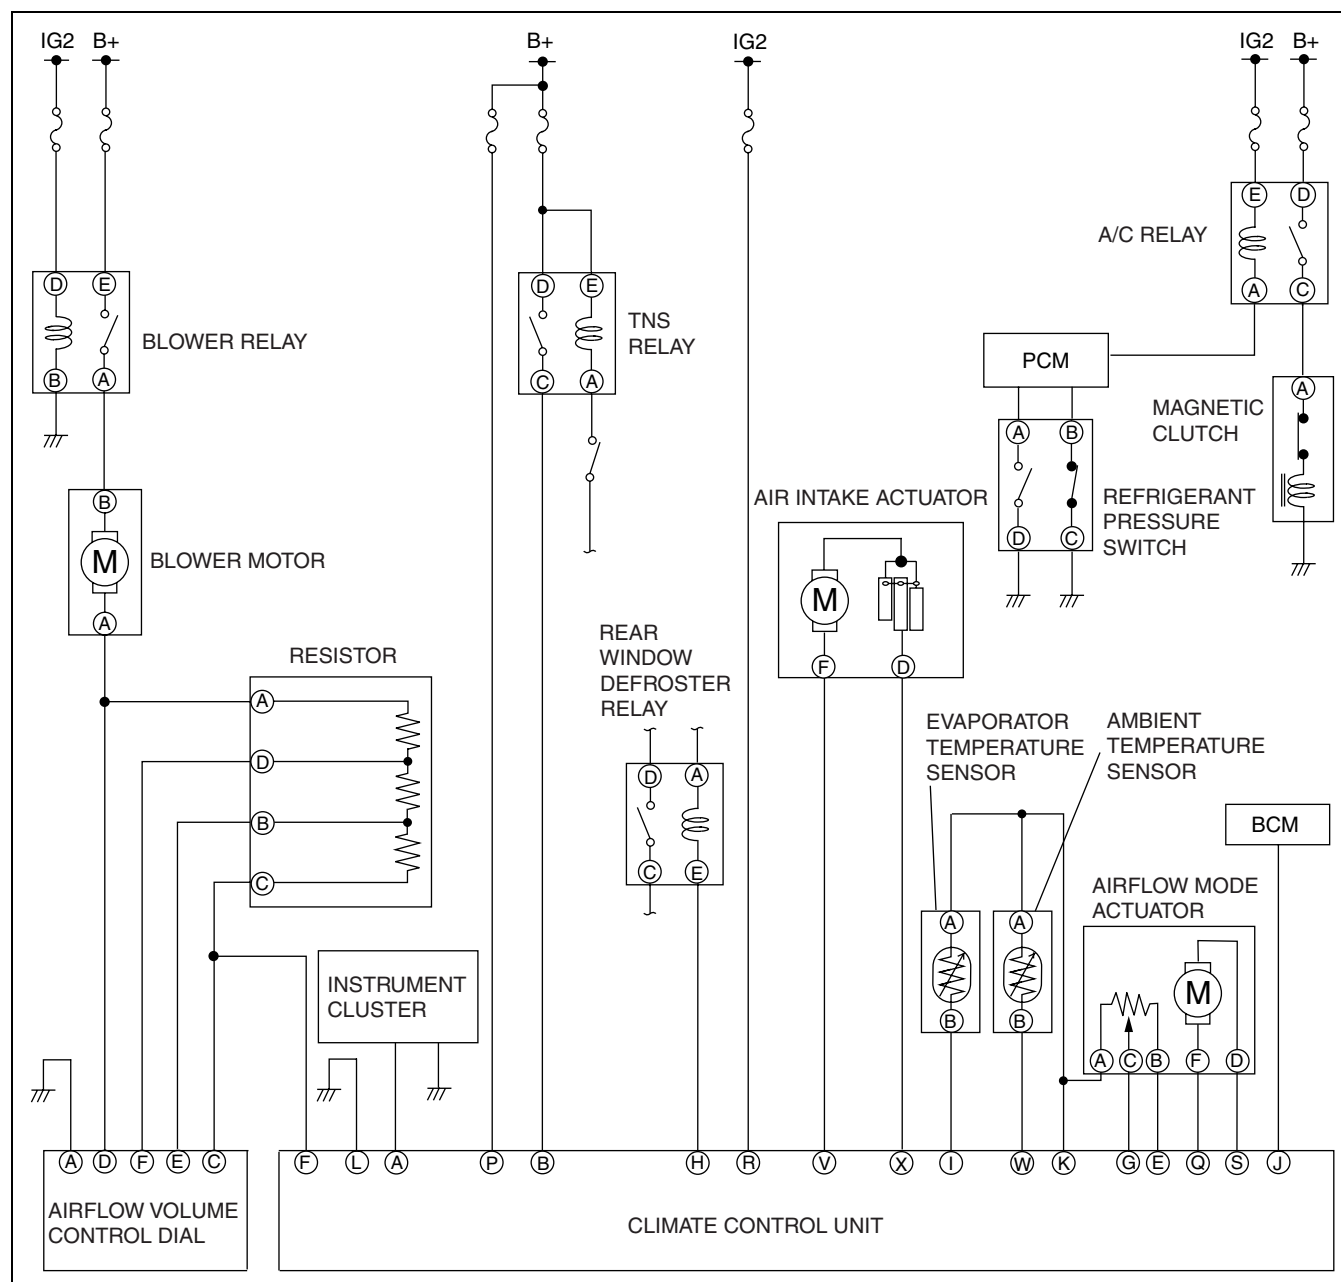 IG2 B+
B+
IG2
IG2 B+
E D
A/C RELAY
A C
D E
BLOWER RELAY
B A
D E
TNS
RELAY
C A
PCM
A B
REFRIGERANT
PRESSURE
SWITCH
D C
A
MAGNETIC
CLUTCH
B
M
BLOWER MOTOR
A
AIR INTAKE ACTUATOR
M
F D
RESISTOR
A
D
B
C
REAR
WINDOW
DEFROSTER
RELAY
D A
C E
EVAPORATOR
TEMPERATURE
SENSOR
AMBIENT
TEMPERATURE
SENSOR
A A
B B
BCM
AIRFLOW MODE
ACTUATOR
M
A C B F D
INSTRUMENT
CLUSTER
A D F E C
F L A P B H R V X I W K G E Q S J
AIRFLOW VOLUME
CONTROL DIAL
CLIMATE CONTROL UNIT